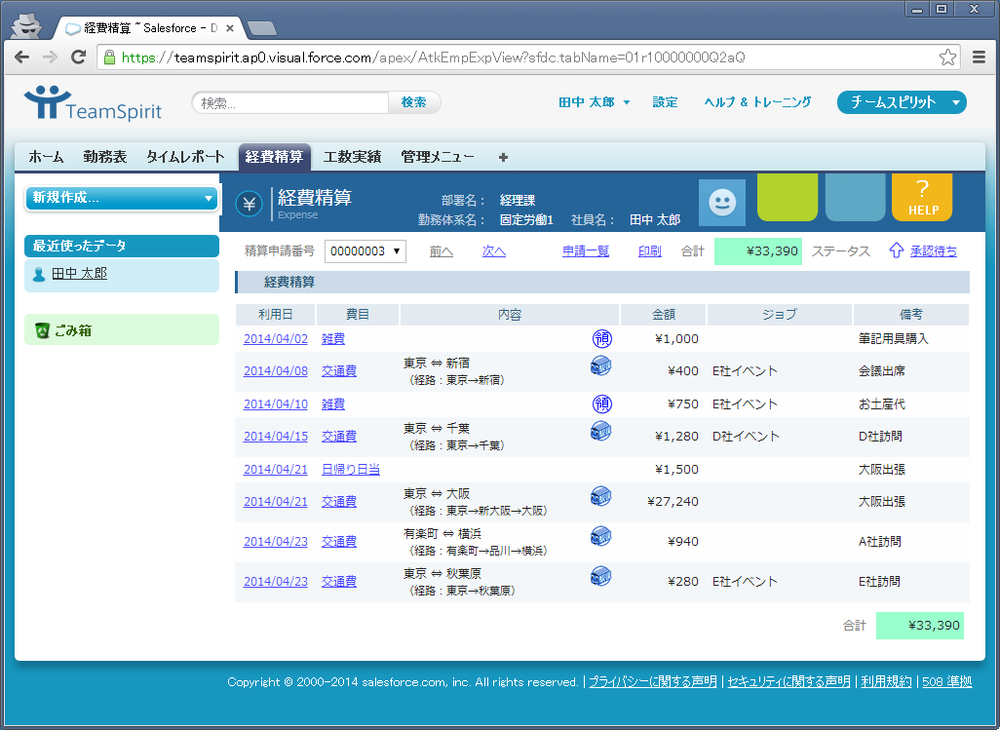 経費精算 ~ Salesforce - D
https://teamspirit.ap0.visual.force.com/apex/AtkEmpExpView?sfdc.tabName=01r10000000Q2aQ
TeamSpirit
検索...
検索
田中 太郎
設定
ヘルプ & トレーニング
チームスピリット
ホーム 勤務表 タイムレポート 経費精算 工数実績 管理メニュー +
新規作成...
最近使ったデータ
田中 太郎
ごみ箱
¥
経費精算
Expense
部署名： 経理課
勤務体系名： 固定労働1 社員名： 田中 太郎
?
HELP
精算申請番号 00000003 前へ 次へ 申請一覧 印刷 合計 ¥33,390 ステータス 承認待ち
経費精算
利用日 費目 内容 金額 ジョブ 備考
2014/04/02 雑費 領 ¥1,000 筆記用具購入
2014/04/08 交通費 東京 ⇔ 新宿 ¥400 E社イベント 会議出席
（経路：東京→新宿）
2014/04/10 雑費 領 ¥750 E社イベント お土産代
2014/04/15 交通費 東京 ⇔ 千葉 ¥1,280 D社イベント D社訪問
（経路：東京→千葉）
2014/04/21 日帰り日当 ¥1,500 大阪出張
2014/04/21 交通費 東京 ⇔ 大阪 ¥27,240 大阪出張
（経路：東京→新大阪→大阪）
2014/04/23 交通費 有楽町 ⇔ 横浜 ¥940 A社訪問
（経路：有楽町→品川→横浜）
2014/04/23 交通費 東京 ⇔ 秋葉原 ¥280 E社イベント E社訪問
（経路：東京→秋葉原）
合計 ¥33,390
Copyright © 2000-2014 salesforce.com, inc. All rights reserved. | プライバシーに関する声明 | セキュリティに関する声明 | 利用規約 | 508 準拠